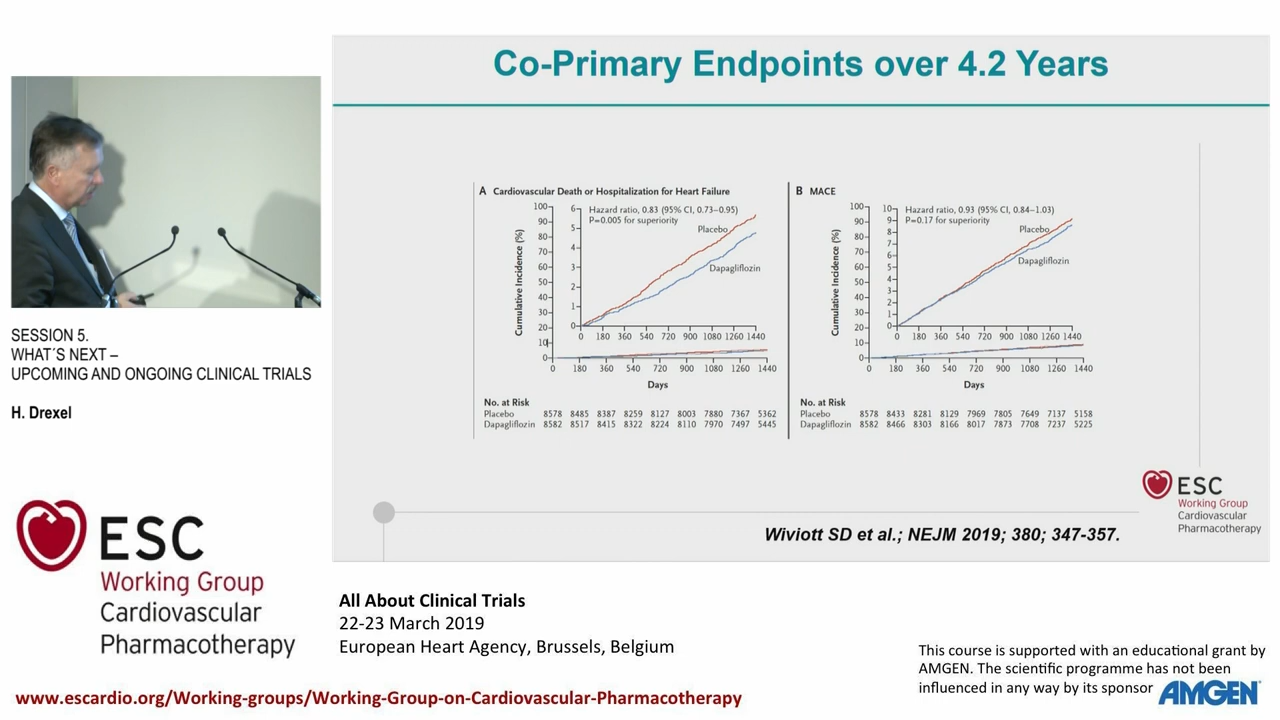 Co-Primary Endpoints over 4.2 Years
A Cardiovascular Death or Hospitalization for Heart Failure
Cumulative Incidence (%)
100
90
80
70
60
50
40
30
20
10
0
6
5
4
3
2
1
0
Hazard ratio, 0.83 (95% CI, 0.73–0.95)
P=0.005 for superiority
Placebo
Dapagliflozin
0 180 360 540 720 900 1080 1260 1440
0 180 360 540 720 900 1080 1260 1440
Days
No. at Risk
Placebo 8578 8485 8387 8259 8127 8003 7880 7367 5362
Dapagliflozin 8582 8517 8415 8322 8224 8110 7970 7497 5445
B MACE
Cumulative Incidence (%)
100
90
80
70
60
50
40
30
20
10
0
10
9
8
7
6
5
4
3
2
1
0
Hazard ratio, 0.93 (95% CI, 0.84–1.03)
P=0.17 for superiority
Placebo
Dapagliflozin
0 180 360 540 720 900 1080 1260 1440
0 180 360 540 720 900 1080 1260 1440
Days
No. at Risk
Placebo 8578 8433 8281 8129 7969 7805 7649 7137 5158
Dapagliflozin 8582 8466 8303 8166 8017 7873 7708 7237 5225
ESC
Working Group
Cardiovascular
Pharmacotherapy
Wiviott SD et al.; NEJM 2019; 380; 347-357.
SESSION 5.
WHAT´S NEXT –
UPCOMING AND ONGOING CLINICAL TRIALS
H. Drexel
ESC
Working Group
Cardiovascular
Pharmacotherapy
All About Clinical Trials
22-23 March 2019
European Heart Agency, Brussels, Belgium
This course is supported with an educational grant by
AMGEN. The scientific programme has not been
influenced in any way by its sponsor AMGEN®
www.escardio.org/Working-groups/Working-Group-on-Cardiovascular-Pharmacotherapy